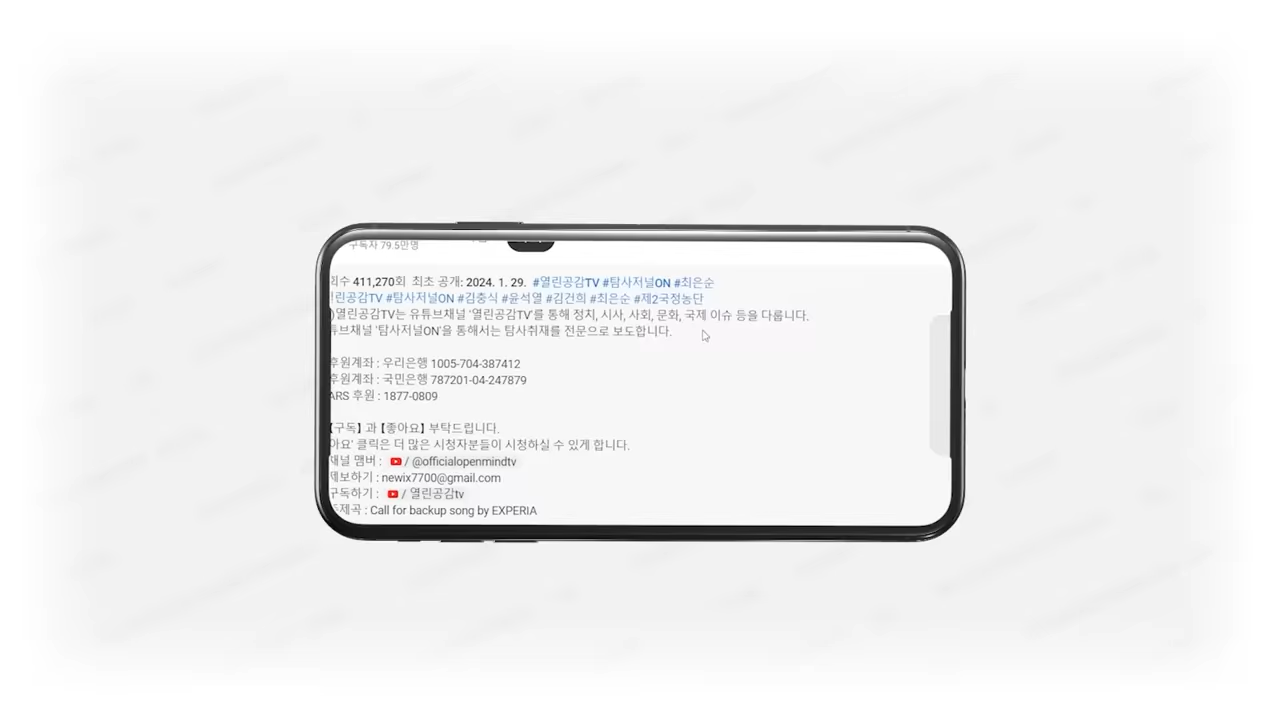 구독자 79.5만명
회수 411,270회 최초 공개: 2024. 1. 29. #열린공감TV #탐사저널ON #최은순
#열린공감TV #탐사저널ON #김충식 #윤석열 #김건희 #최은순 #제2국정농단
)열린공감TV는 유튜브채널 '열린공감TV'를 통해 정치, 시사, 사회, 문화, 국제 이슈 등을 다룹니다.
튜브채널 '탐사저널ON'을 통해서는 탐사취재를 전문으로 보도합니다.
후원계좌 : 우리은행 1005-704-387412
후원계좌 : 국민은행 787201-04-247879
ARS 후원 : 1877-0809
【구독】 과 【좋아요】 부탁드립니다.
아요' 클릭은 더 많은 시청자분들이 시청하실 수 있게 합니다.
채널 맴버 : / @officialopenmindtv
제보하기 : newix7700@gmail.com
구독하기 : / 열린공감tv
주제곡 : Call for backup song by EXPERIA